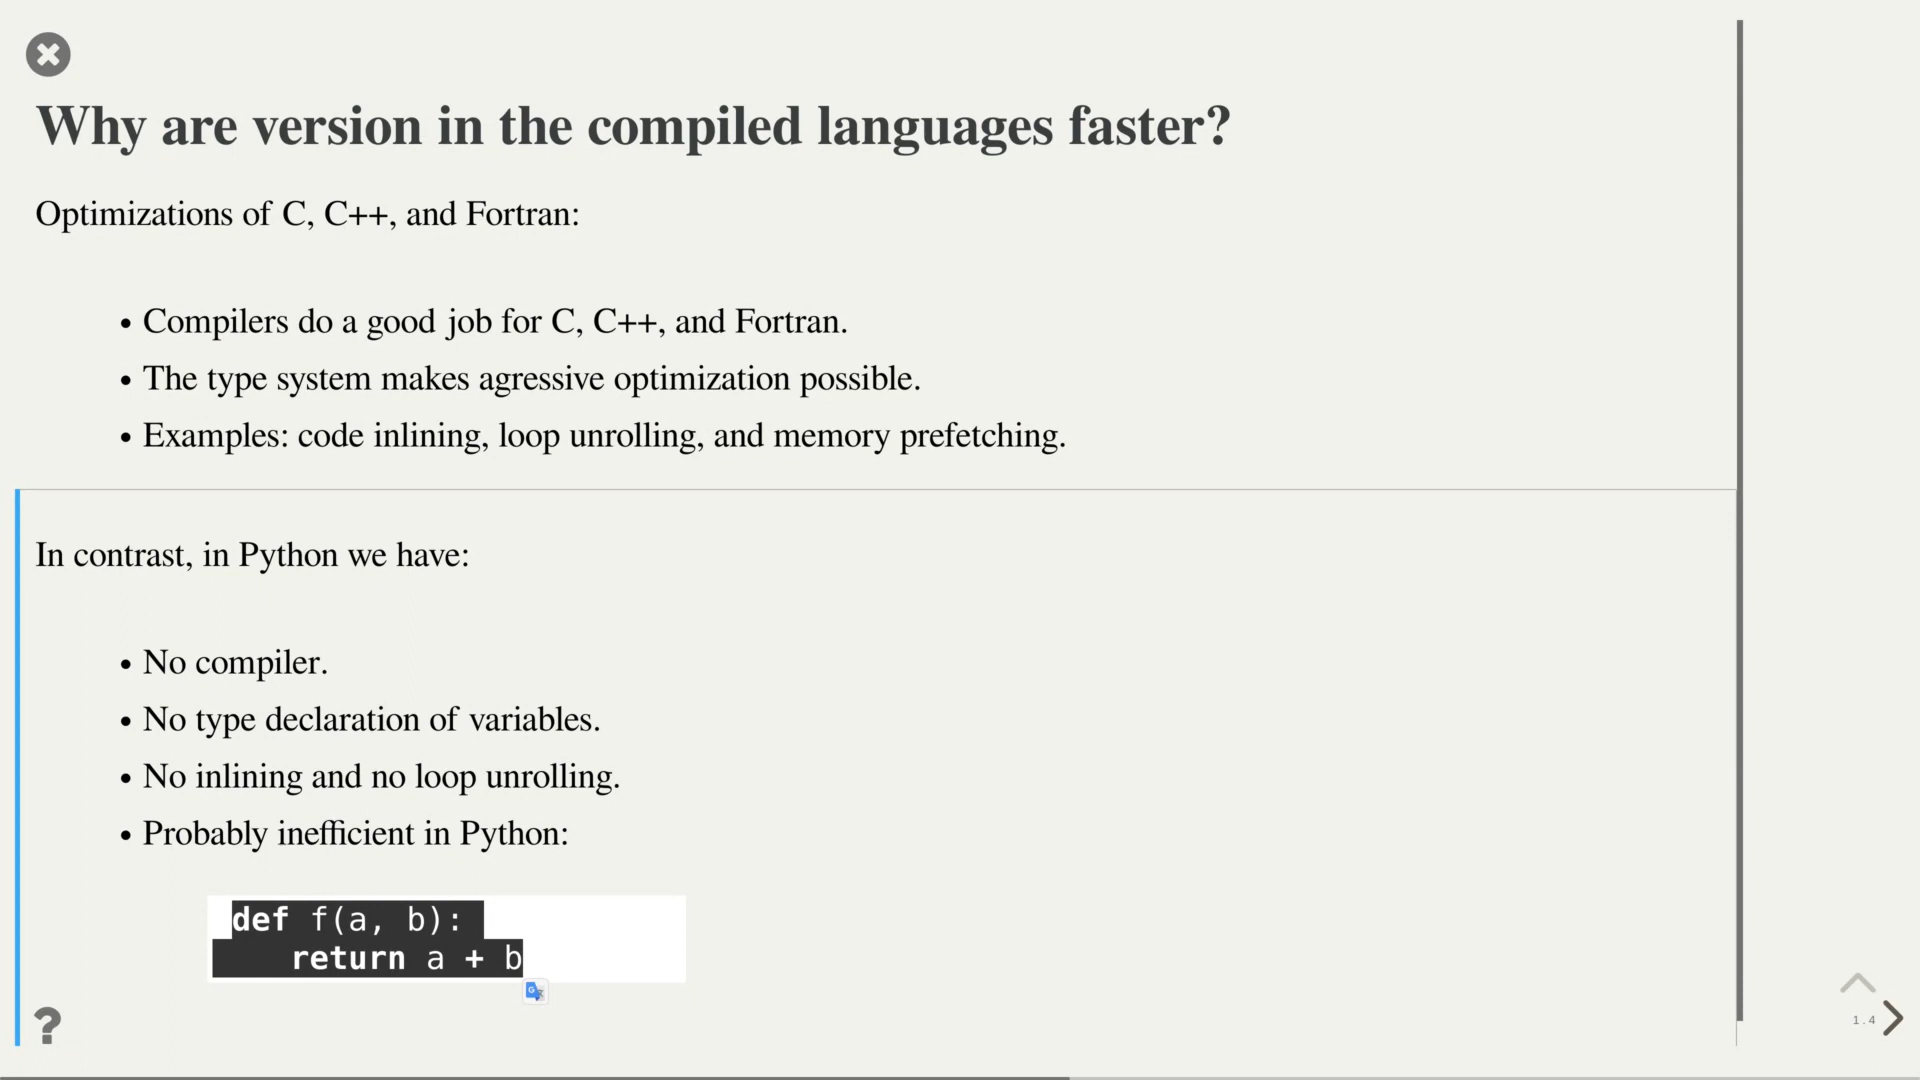 Why are version in the compiled languages faster?
Optimizations of C, C++, and Fortran:
• Compilers do a good job for C, C++, and Fortran.
• The type system makes agressive optimization possible.
• Examples: code inlining, loop unrolling, and memory prefetching.
In contrast, in Python we have:
• No compiler.
• No type declaration of variables.
• No inlining and no loop unrolling.
• Probably inefficient in Python:
def f(a, b):
    return a + b
?
1.4